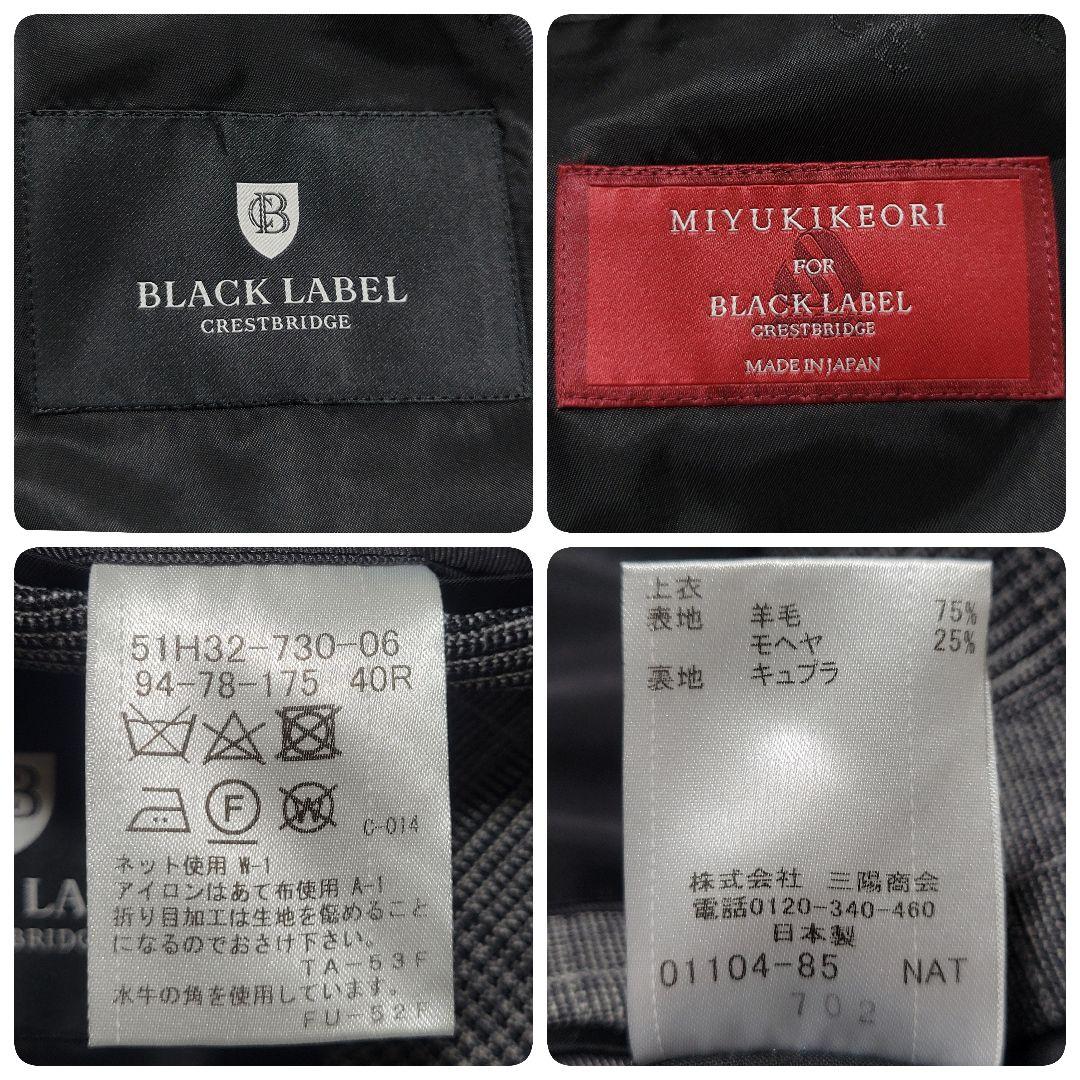 CB
BLACK LABEL
CRESTBRIDGE
MIYUKIKEORI
FOR
BLACK LABEL
CRESTBRIDGE
MADE IN JAPAN
51H32-730-06
94-78-175 40R
F W C-014
ネット使用 W-1
アイロンはあて布使用 A-1
折り目加工は生地を傷めること
になるのでおさけ下さい。
TA-53F
水牛の角を使用しています。
FU-52F
B
LA
BRIDGE
上衣
表地 羊毛 75%
モヘヤ 25%
裏地 キュプラ
株式会社 三陽商会
電話0120-340-460
日本製
01104-85 NAT
702